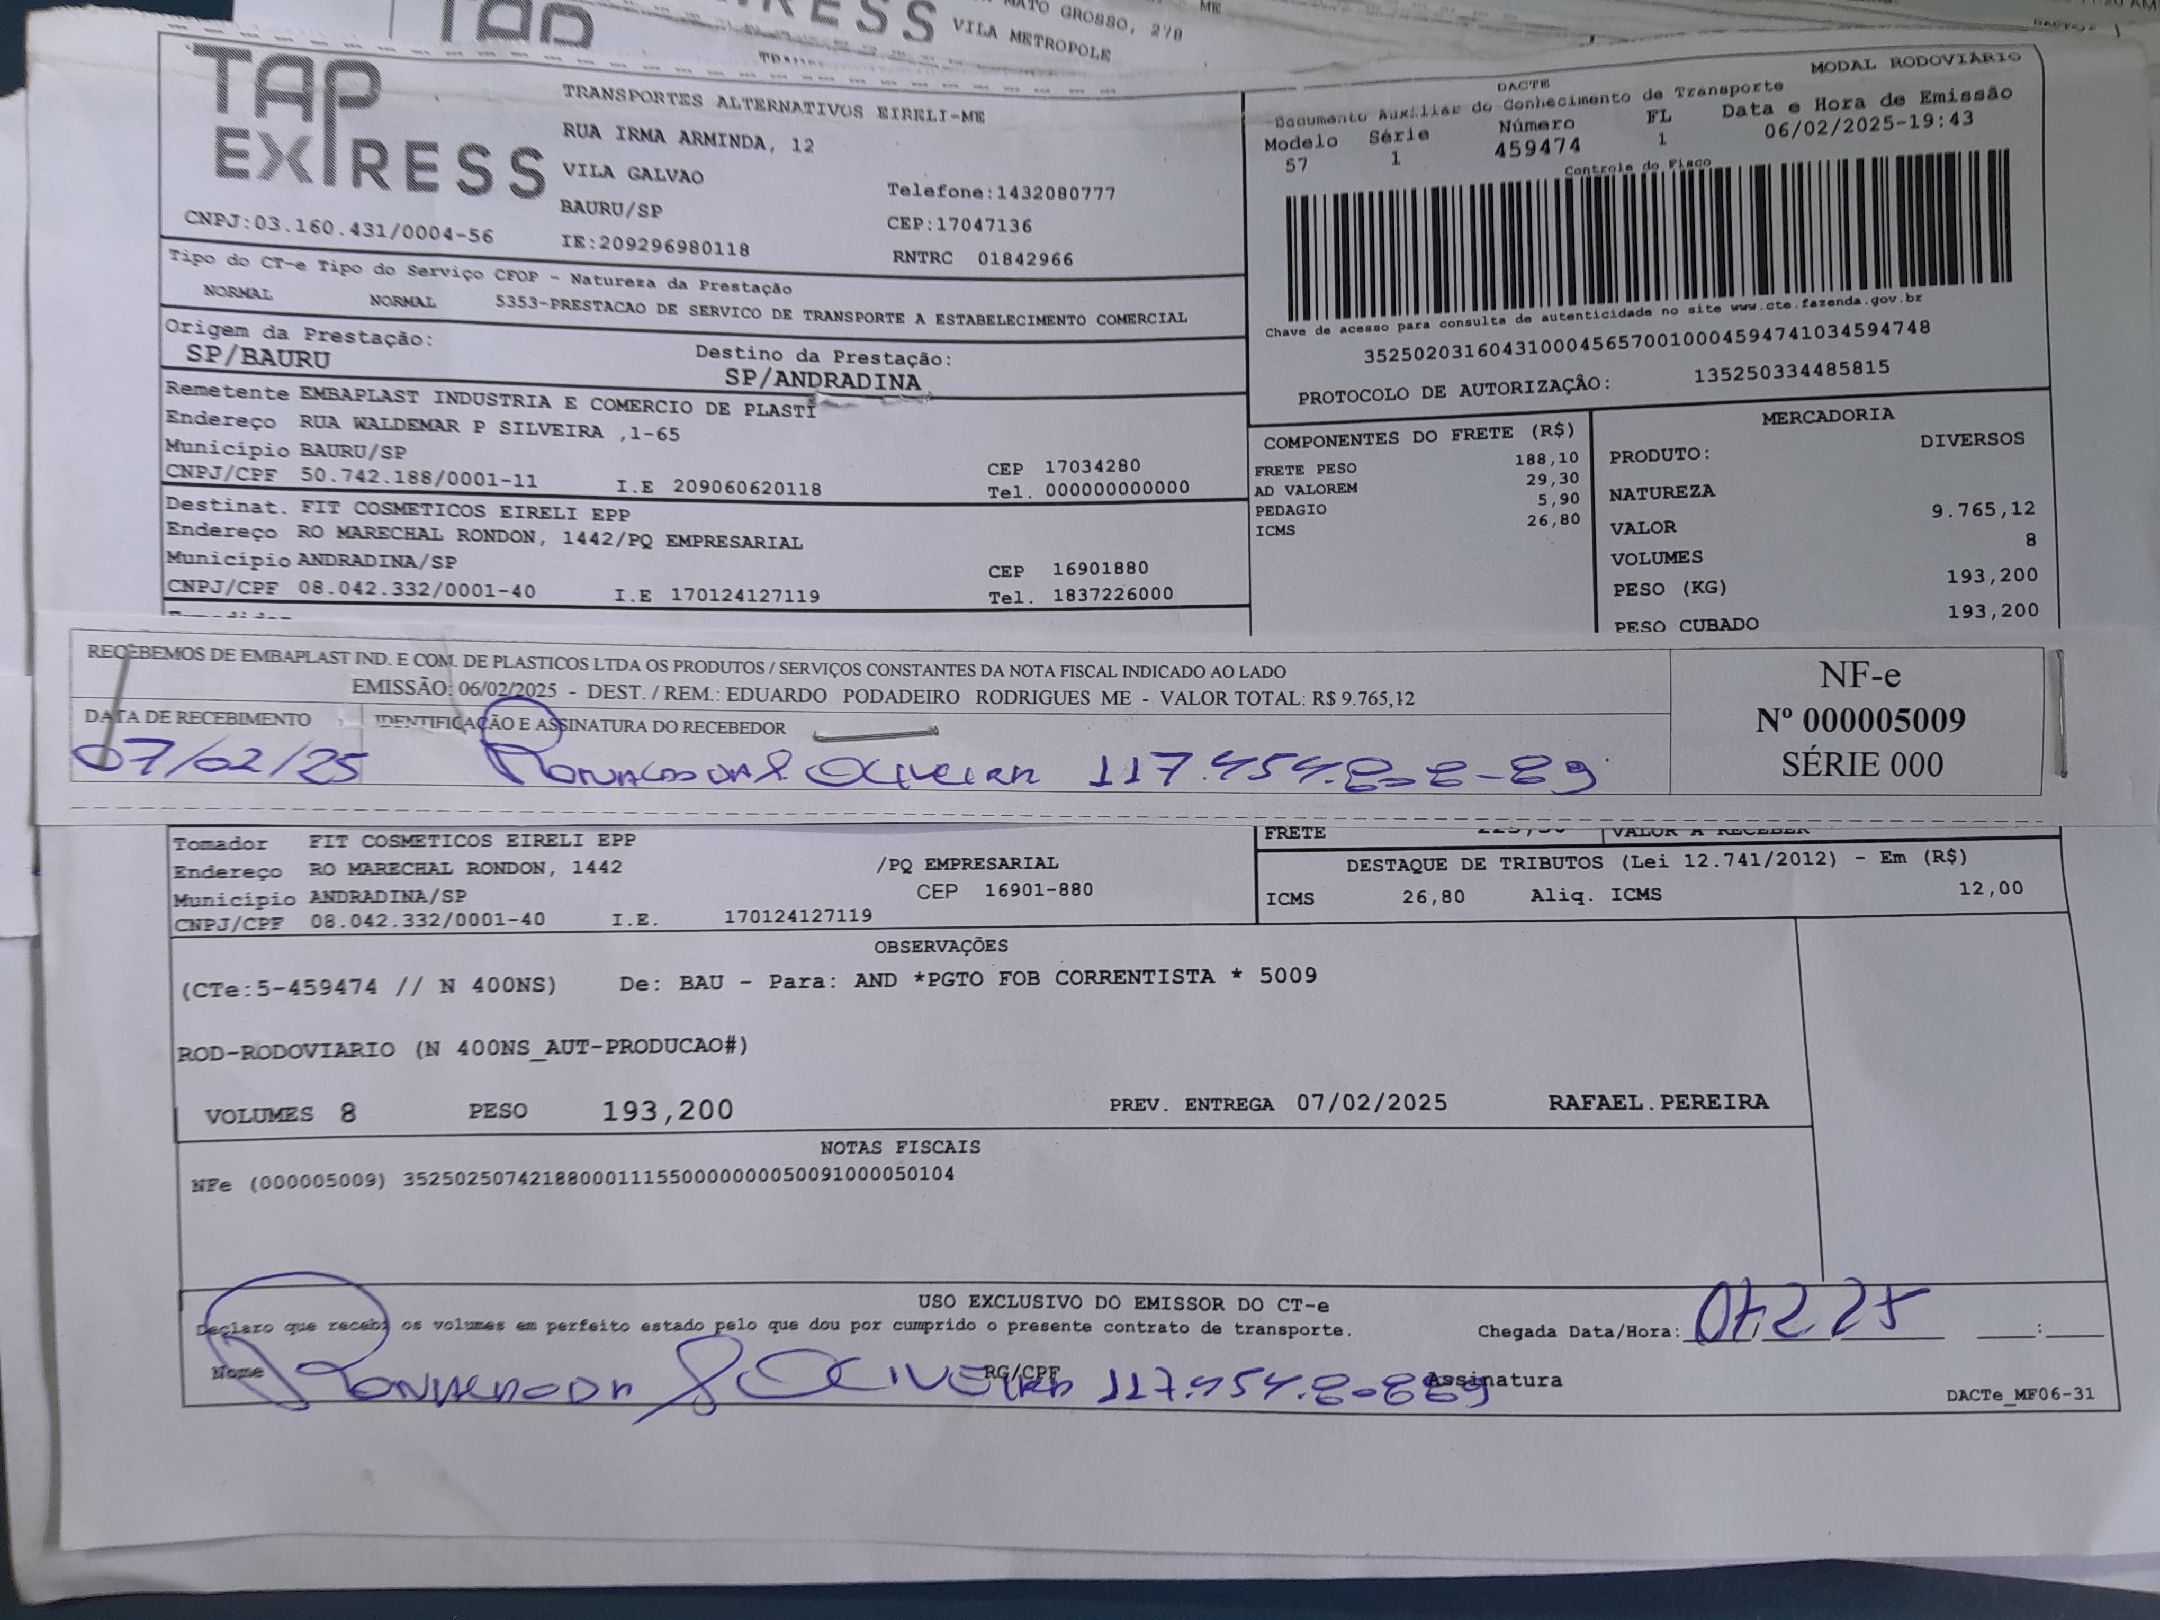 MATO GROSSO, 278
VILA METROPOLE
TAP
EXPRESS
CNPJ:03.160.431/0004-56
TRANSPORTES ALTERNATIVOS EIRELI-ME
RUA IRMA ARMINDA, 12
VILA GALVAO
BAURU/SP
IE:209296980118
Telefone:1432080777
CEP:17047136
RNTRC 01842966
MODAL RODOVIÁRIO
DACTE
Documento Auxiliar do Conhecimento de Transporte
Modelo Série Número FL Data e Hora de Emissão
57 1 459474 1 06/02/2025-19:43
Controle do Fisco
Chave de acesso para consulta de autenticidade no site www.cte.fazenda.gov.br
35250203160431000456570010004594741034594748
PROTOCOLO DE AUTORIZAÇÃO: 135250334485815
Tipo do CT-e Tipo do Serviço CFOP - Natureza da Prestação
NORMAL NORMAL 5353-PRESTACAO DE SERVICO DE TRANSPORTE A ESTABELECIMENTO COMERCIAL
Origem da Prestação: Destino da Prestação:
SP/BAURU SP/ANDRADINA
Remetente EMBAPLAST INDUSTRIA E COMERCIO DE PLASTI
Endereço RUA WALDEMAR P SILVEIRA ,1-65
Município BAURU/SP CEP 17034280
CNPJ/CPF 50.742.188/0001-11 I.E 209060620118 Tel. 000000000000
Destinat. FIT COSMETICOS EIRELI EPP
Endereço RO MARECHAL RONDON, 1442/PQ EMPRESARIAL
Município ANDRADINA/SP CEP 16901880
CNPJ/CPF 08.042.332/0001-40 I.E 170124127119 Tel. 1837226000
COMPONENTES DO FRETE (R$)
FRETE PESO 188,10
AD VALOREM 29,30
PEDAGIO 5,90
ICMS 26,80
MERCADORIA
PRODUTO: DIVERSOS
NATUREZA
VALOR 9.765,12
VOLUMES 8
PESO (KG) 193,200
PESO CUBADO 193,200
RECEBEMOS DE EMBAPLAST IND. E COM. DE PLASTICOS LTDA OS PRODUTOS / SERVIÇOS CONSTANTES DA NOTA FISCAL INDICADO AO LADO
EMISSÃO: 06/02/2025 - DEST. / REM.: EDUARDO PODADEIRO RODRIGUES ME - VALOR TOTAL: R$ 9.765,12
DATA DE RECEBIMENTO IDENTIFICAÇÃO E ASSINATURA DO RECEBEDOR
07/02/25 Oliveira 117.454.808-89
NF-e
Nº 000005009
SÉRIE 000
Tomador FIT COSMETICOS EIRELI EPP
Endereço RO MARECHAL RONDON, 1442 /PQ EMPRESARIAL
Município ANDRADINA/SP CEP 16901-880
CNPJ/CPF 08.042.332/0001-40 I.E. 170124127119
FRETE VALOR A RECEBER
DESTAQUE DE TRIBUTOS (Lei 12.741/2012) - Em (R$)
ICMS 26,80 Aliq. ICMS 12,00
OBSERVAÇÕES
(CTe:5-459474 // N 400NS) De: BAU - Para: AND *PGTO FOB CORRENTISTA * 5009
ROD-RODOVIARIO (N 400NS_AUT-PRODUCAO#)
VOLUMES 8 PESO 193,200 PREV. ENTREGA 07/02/2025 RAFAEL.PEREIRA
NOTAS FISCAIS
NFe (000005009) 35250250742188000111550000000050091000050104
USO EXCLUSIVO DO EMISSOR DO CT-e
Declaro que recebi os volumes em perfeito estado pelo que dou por cumprido o presente contrato de transporte.
Chegada Data/Hora: 07 2 25 :
Nome RG/CPF Assinatura
Oliveira 117.454.808 89
DACTe_MF06-31